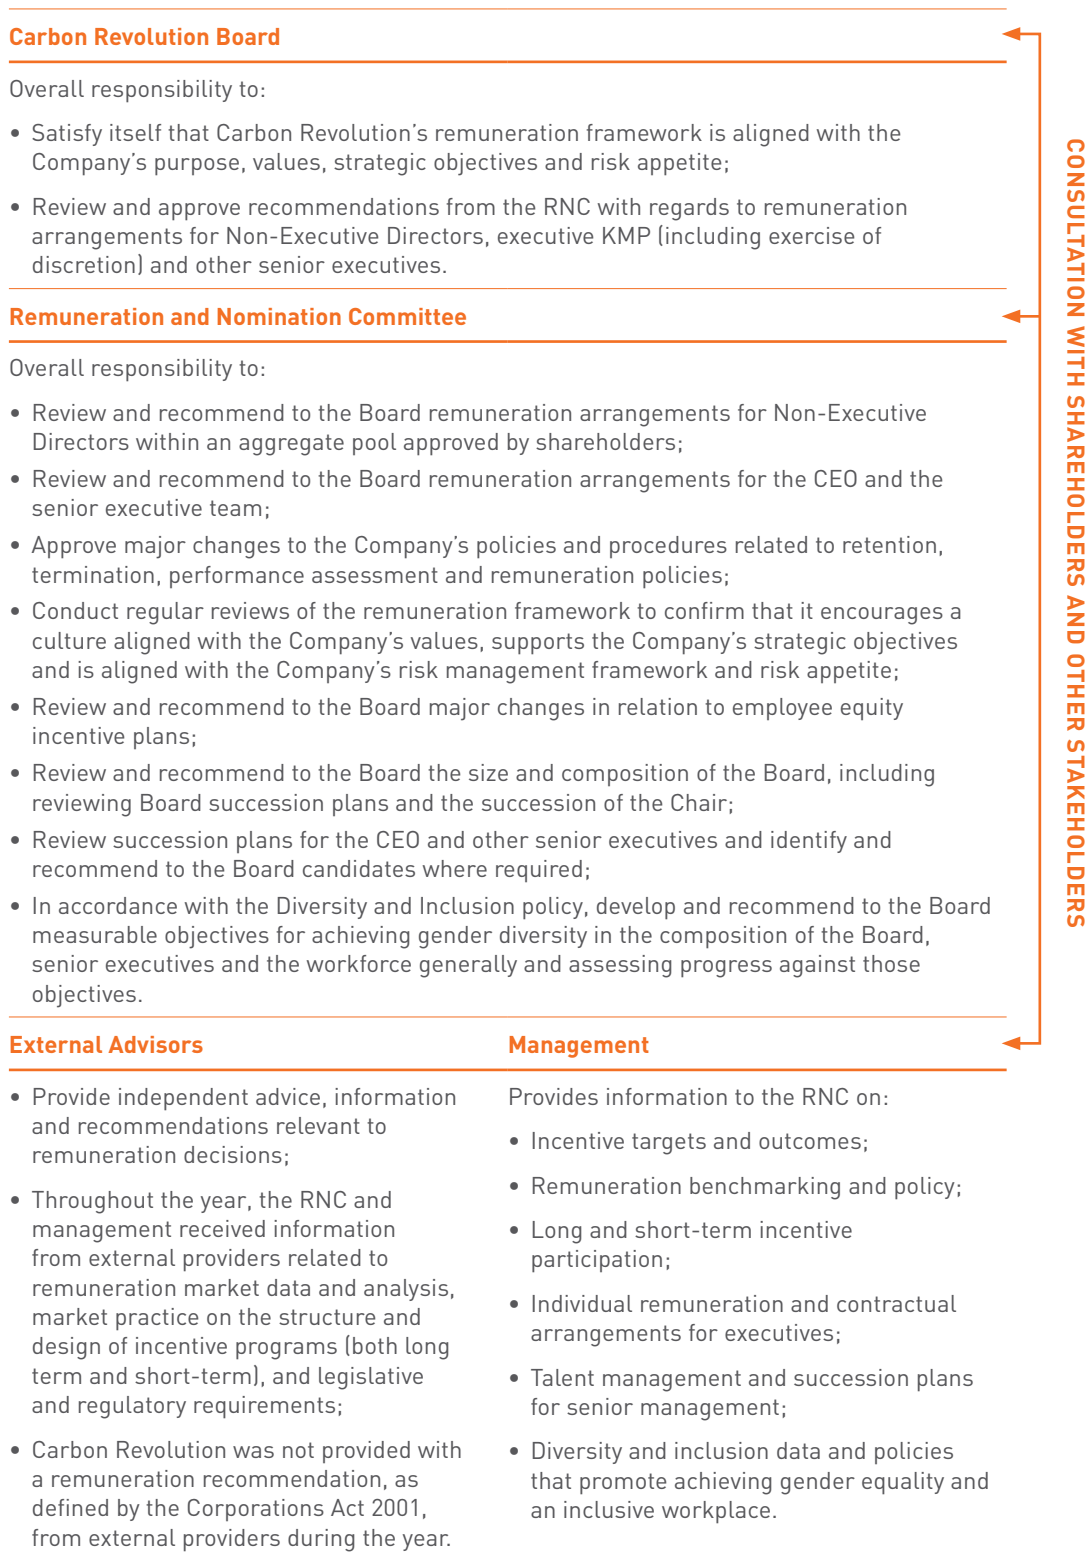 Carbon Revolution Board
Overall responsibility to:
• Satisfy itself that Carbon Revolution’s remuneration framework is aligned with the
Company’s purpose, values, strategic objectives and risk appetite;
• Review and approve recommendations from the RNC with regards to remuneration
arrangements for Non-Executive Directors, executive KMP (including exercise of
discretion) and other senior executives.
Remuneration and Nomination Committee
Overall responsibility to:
• Review and recommend to the Board remuneration arrangements for Non-Executive
Directors within an aggregate pool approved by shareholders;
• Review and recommend to the Board remuneration arrangements for the CEO and the
senior executive team;
• Approve major changes to the Company’s policies and procedures related to retention,
termination, performance assessment and remuneration policies;
• Conduct regular reviews of the remuneration framework to confirm that it encourages a
culture aligned with the Company’s values, supports the Company’s strategic objectives
and is aligned with the Company’s risk management framework and risk appetite;
• Review and recommend to the Board major changes in relation to employee equity
incentive plans;
• Review and recommend to the Board the size and composition of the Board, including
reviewing Board succession plans and the succession of the Chair;
• Review succession plans for the CEO and other senior executives and identify and
recommend to the Board candidates where required;
• In accordance with the Diversity and Inclusion policy, develop and recommend to the Board
measurable objectives for achieving gender diversity in the composition of the Board,
senior executives and the workforce generally and assessing progress against those
objectives.
External Advisors
• Provide independent advice, information
and recommendations relevant to
remuneration decisions;
• Throughout the year, the RNC and
management received information
from external providers related to
remuneration market data and analysis,
market practice on the structure and
design of incentive programs (both long
term and short-term), and legislative
and regulatory requirements;
• Carbon Revolution was not provided with
a remuneration recommendation, as
defined by the Corporations Act 2001,
from external providers during the year.
Management
Provides information to the RNC on:
• Incentive targets and outcomes;
• Remuneration benchmarking and policy;
• Long and short-term incentive
participation;
• Individual remuneration and contractual
arrangements for executives;
• Talent management and succession plans
for senior management;
• Diversity and inclusion data and policies
that promote achieving gender equality and
an inclusive workplace.
CONSULTATION WITH SHAREHOLDERS AND OTHER STAKEHOLDERS